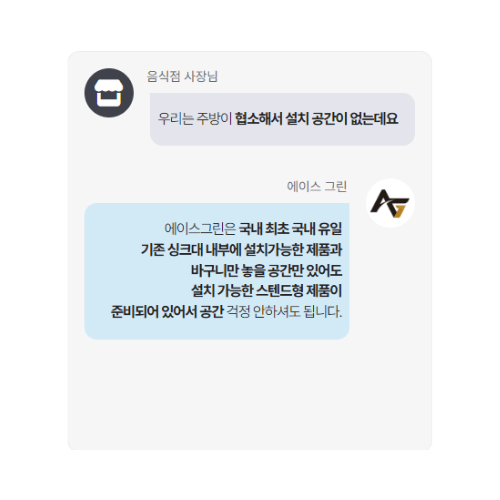 음식점 사장님
우리는 주방이 협소해서 설치 공간이 없는데요
에이스 그린
AG
에이스그린은 국내 최초 국내 유일
기존 싱크대 내부에 설치가능한 제품과
바구니만 놓을 공간만 있어도
설치 가능한 스텐드형 제품이
준비되어 있어서 공간 걱정 안하셔도 됩니다.